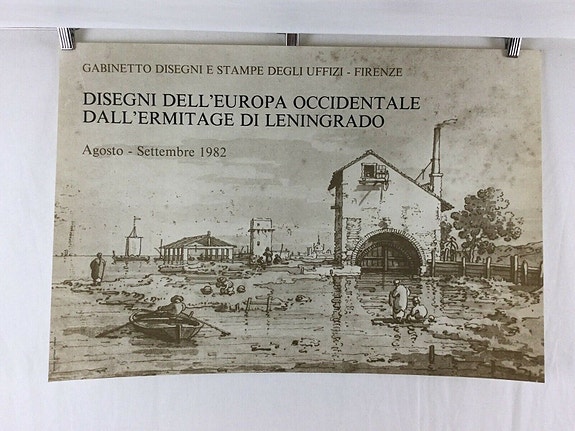 GABINETTO DISEGNI E STAMPE DEGLI UFFIZI - FIRENZE
DISEGNI DELL'EUROPA OCCIDENTALE
DALL'ERMITAGE DI LENINGRADO
Agosto - Settembre 1982